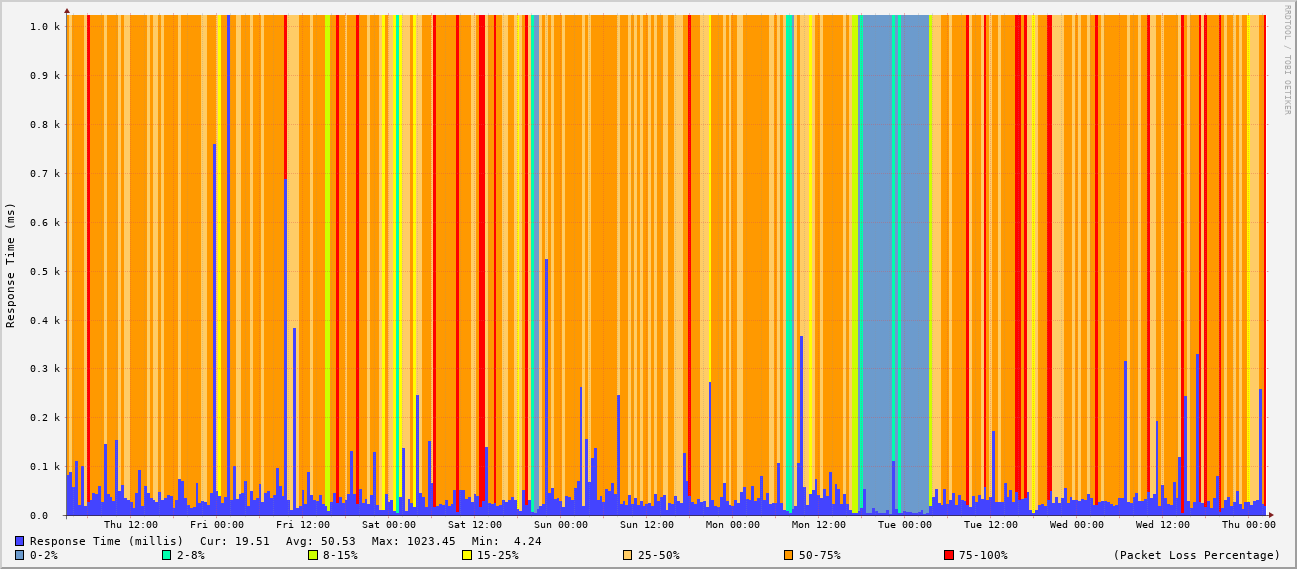 RRDTOOL / TOBI OETIKER
Response Time (ms)
1.0 k
0.9 k
0.8 k
0.7 k
0.6 k
0.5 k
0.4 k
0.3 k
0.2 k
0.1 k
0.0
Thu 12:00 Fri 00:00 Fri 12:00 Sat 00:00 Sat 12:00 Sun 00:00 Sun 12:00 Mon 00:00 Mon 12:00 Tue 00:00 Tue 12:00 Wed 00:00 Wed 12:00 Thu 00:00
Response Time (millis) Cur: 19.51 Avg: 50.53 Max: 1023.45 Min: 4.24
0-2% 2-8% 8-15% 15-25% 25-50% 50-75% 75-100% (Packet Loss Percentage)